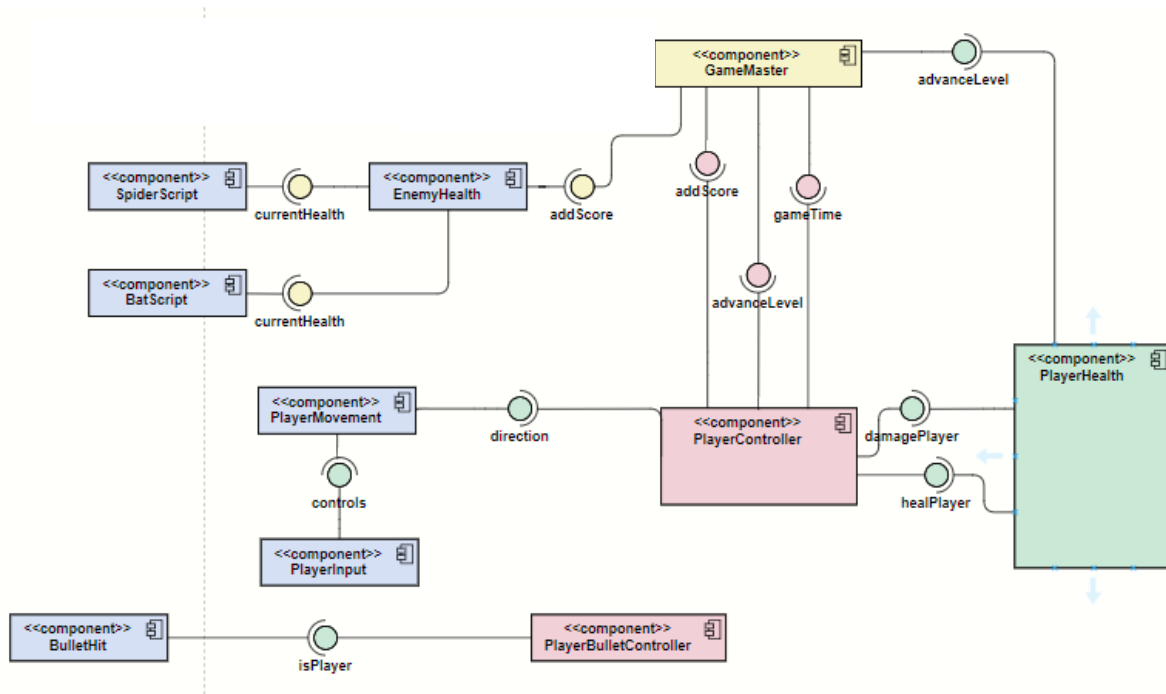 <<component>>
GameMaster
advanceLevel
<<component>>
SpiderScript
currentHealth
<<component>>
EnemyHealth
addScore
addScore
gameTime
<<component>>
BatScript
currentHealth
advanceLevel
<<component>>
PlayerHealth
<<component>>
PlayerMovement
direction
<<component>>
PlayerController
damagePlayer
controls
healPlayer
<<component>>
PlayerInput
<<component>>
BulletHit
isPlayer
<<component>>
PlayerBulletController